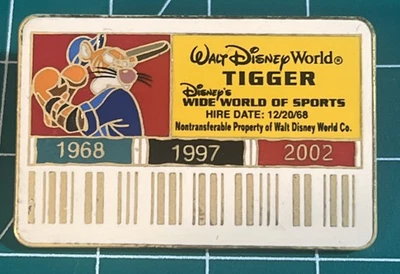 Walt Disney World®
TIGGER
Disney's
WIDE WORLD OF SPORTS
HIRE DATE: 12/20/68
Nontransferable Property of Walt Disney World Co.
1968 1997 2002